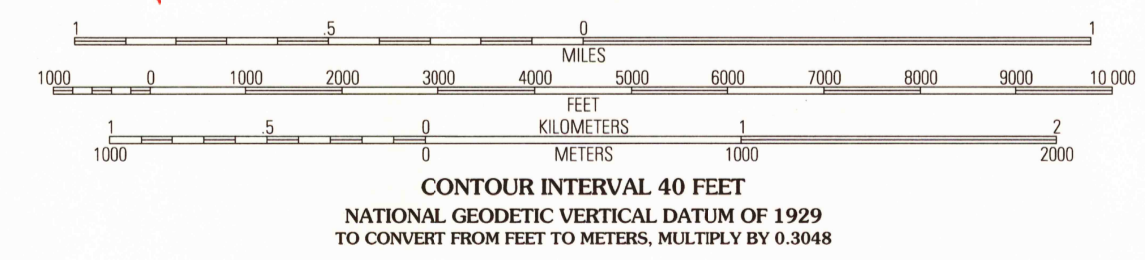 1 .5 0 1
MILES
1000 0 1000 2000 3000 4000 5000 6000 7000 8000 9000 10 000
FEET
1 .5 0 KILOMETERS 1 2
1000 0 METERS 1000 2000
CONTOUR INTERVAL 40 FEET
NATIONAL GEODETIC VERTICAL DATUM OF 1929
TO CONVERT FROM FEET TO METERS, MULTIPLY BY 0.3048